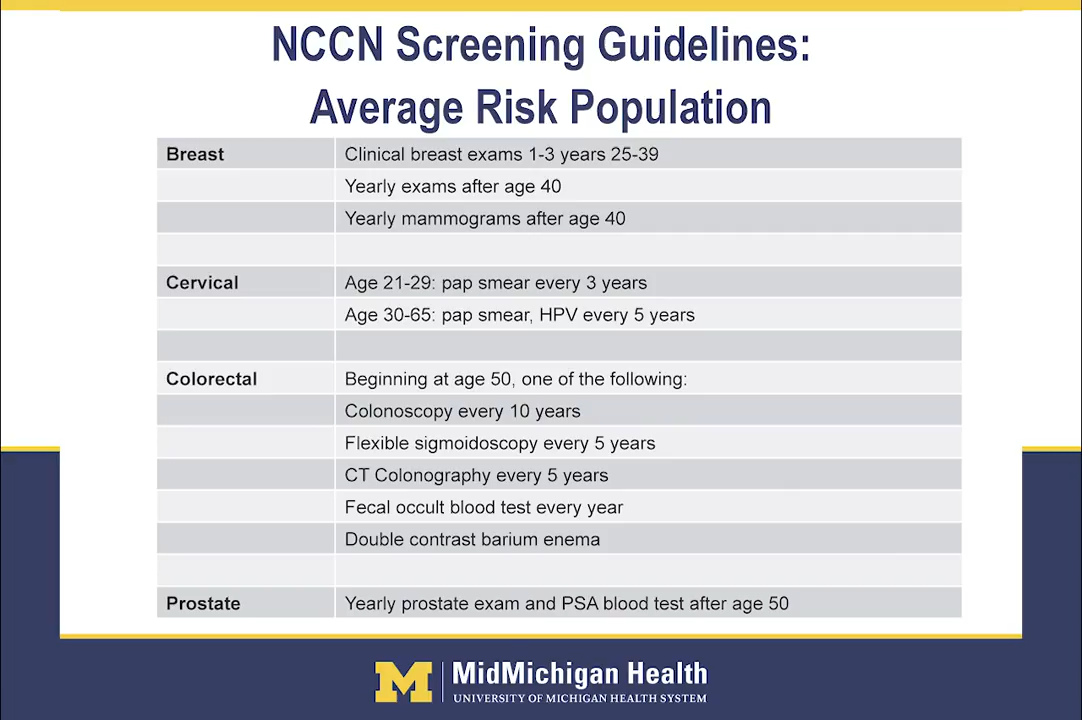 NCCN Screening Guidelines:
Average Risk Population
Breast Clinical breast exams 1-3 years 25-39
Yearly exams after age 40
Yearly mammograms after age 40
Cervical Age 21-29: pap smear every 3 years
Age 30-65: pap smear, HPV every 5 years
Colorectal Beginning at age 50, one of the following:
Colonoscopy every 10 years
Flexible sigmoidoscopy every 5 years
CT Colonography every 5 years
Fecal occult blood test every year
Double contrast barium enema
Prostate Yearly prostate exam and PSA blood test after age 50
M MidMichigan Health
UNIVERSITY OF MICHIGAN HEALTH SYSTEM